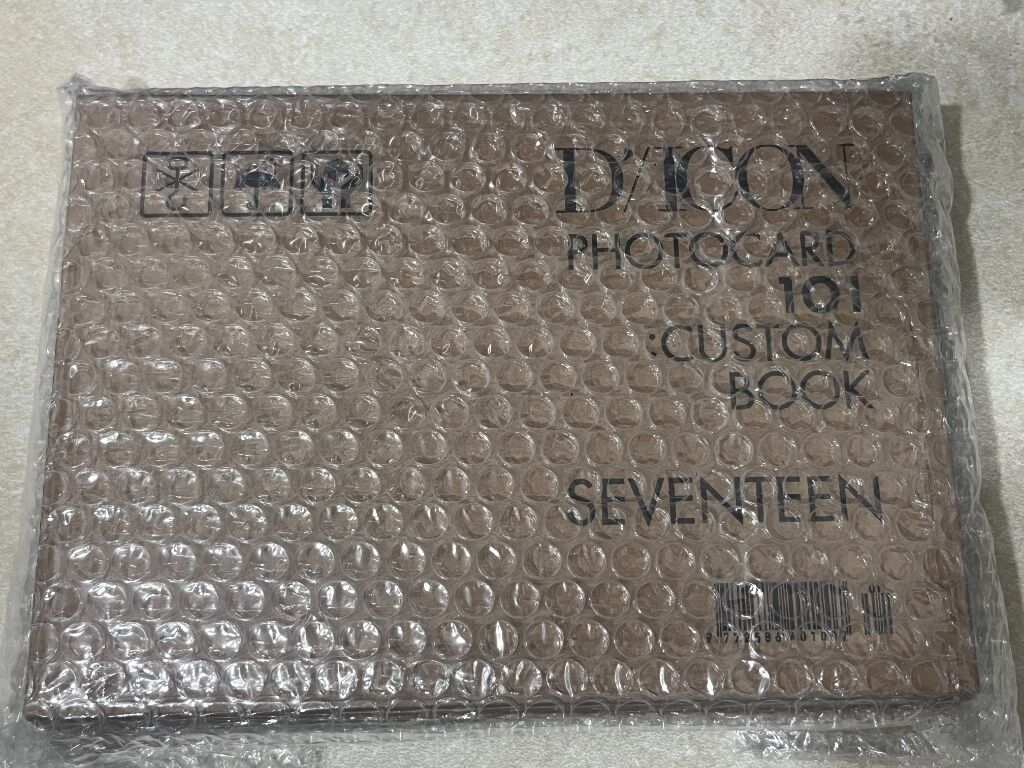 D'/ICON
PHOTOCARD
101
:CUSTOM
BOOK
SEVENTEEN